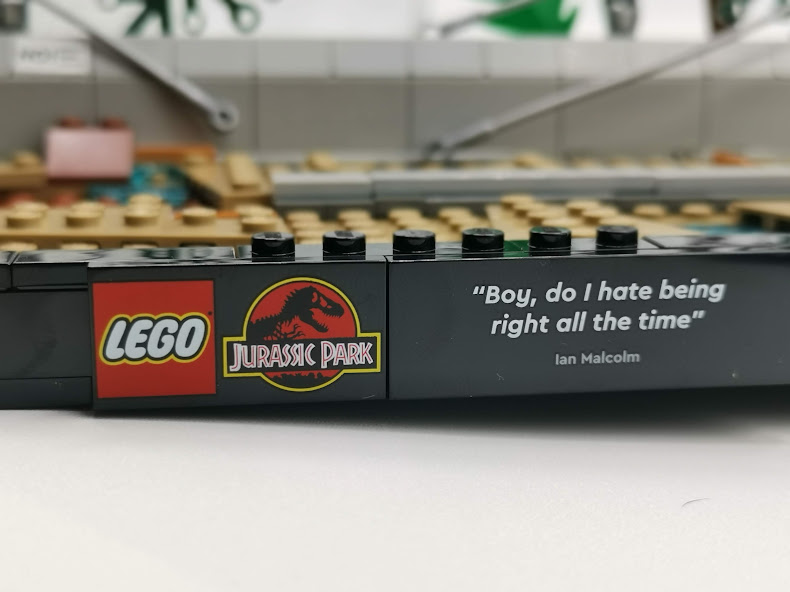 LEGO
JURASSIC PARK
“Boy, do I hate being
right all the time”
Ian Malcolm